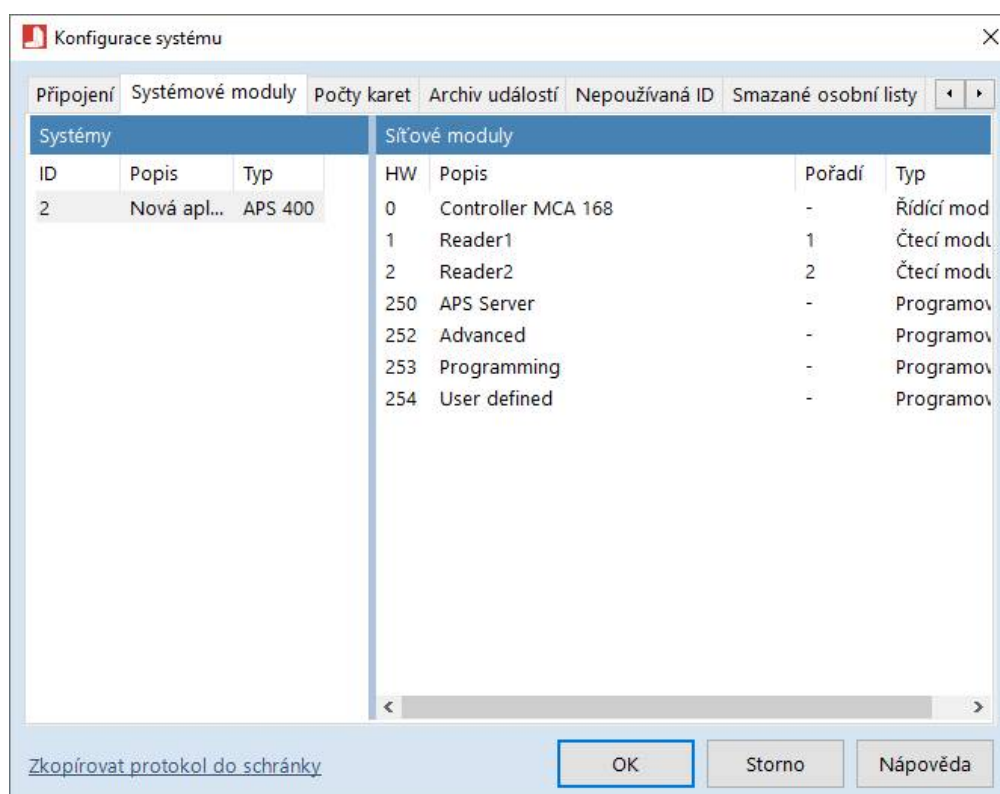 Konfigurace systému
Připojení Systémové moduly Počty karet Archiv událostí Nepoužívaná ID Smazané osobní listy
Systémy
ID Popis Typ
2 Nová apl... APS 400
Síťové moduly
HW Popis Pořadí Typ
0 Controller MCA 168 - Řídící mod
1 Reader1 1 Čtecí modu
2 Reader2 2 Čtecí modu
250 APS Server - Programov
252 Advanced - Programov
253 Programming - Programov
254 User defined - Programov
Zkopírovat protokol do schránky OK Storno Nápověda